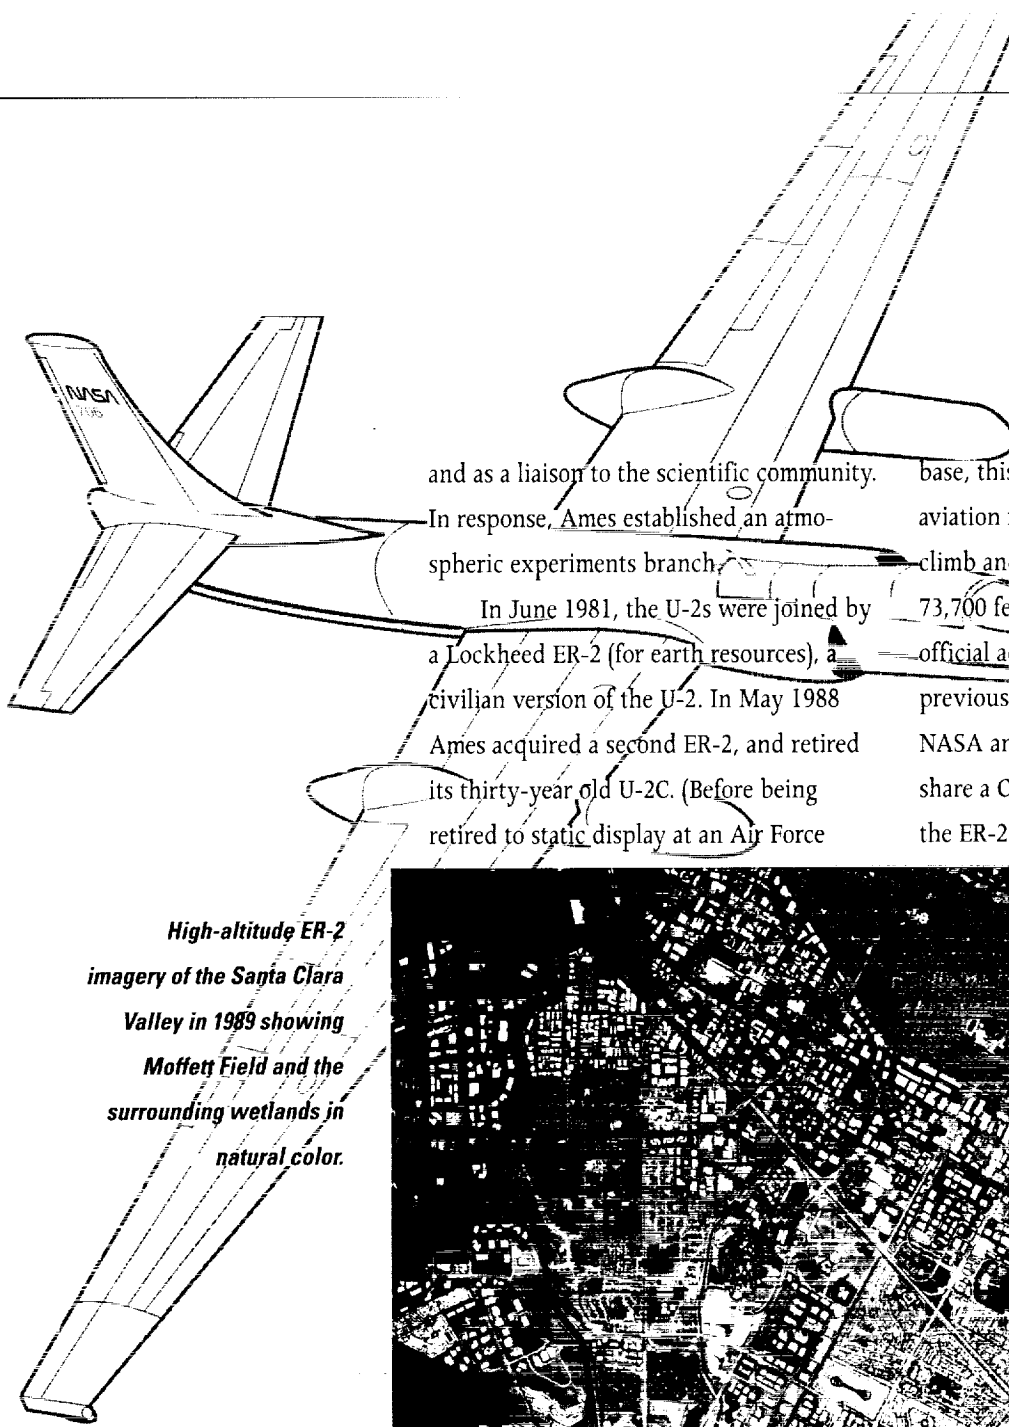 NASA
706
and as a liaison to the scientific community.
In response, Ames established an atmo-
spheric experiments branch.
In June 1981, the U-2s were joined by
a Lockheed ER-2 (for earth resources), a
civilian version of the U-2. In May 1988
Ames acquired a second ER-2, and retired
its thirty-year old U-2C. (Before being
retired to static display at an Air Force
base, this
aviation
climb and
73,700
official
previous
NASA
share a
the ER-2
High-altitude ER-2
imagery of the Santa Clara
Valley in 1989 showing
Moffett Field and the
surrounding wetlands in
natural color.